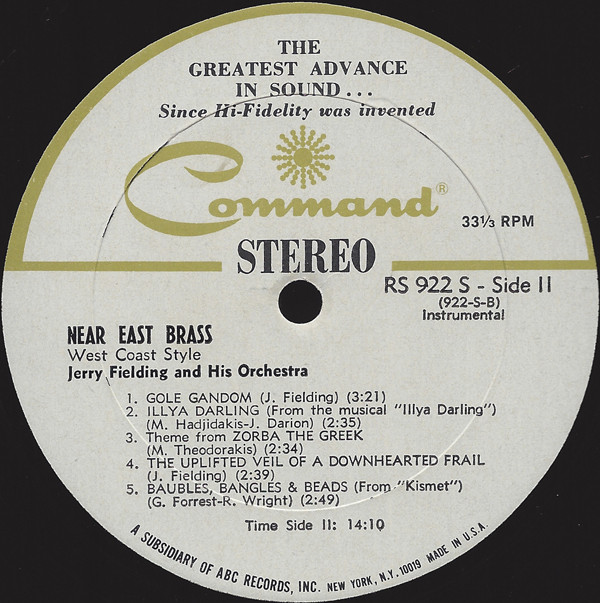 THE
GREATEST ADVANCE
IN SOUND...
Since Hi-Fidelity was invented
Command®
33⅓ RPM
STEREO
RS 922 S - Side II
(922-S-B)
Instrumental
NEAR EAST BRASS
West Coast Style
Jerry Fielding and His Orchestra
1. GOLE GANDOM (J. Fielding) (3:21)
2. ILLYA DARLING (From the musical "Illya Darling")
(M. Hadjidakis-J. Darion) (2:35)
3. Theme from ZORBA THE GREEK
(M. Theodorakis) (2:34)
4. THE UPLIFTED VEIL OF A DOWNHEARTED FRAIL
(J. Fielding) (2:39)
5. BAUBLES, BANGLES & BEADS (From "Kismet")
(G. Forrest-R. Wright) (2:49)
Time Side II: 14:10
A SUBSIDIARY OF ABC RECORDS, INC. NEW YORK, N.Y. 10019 MADE IN U.S.A.